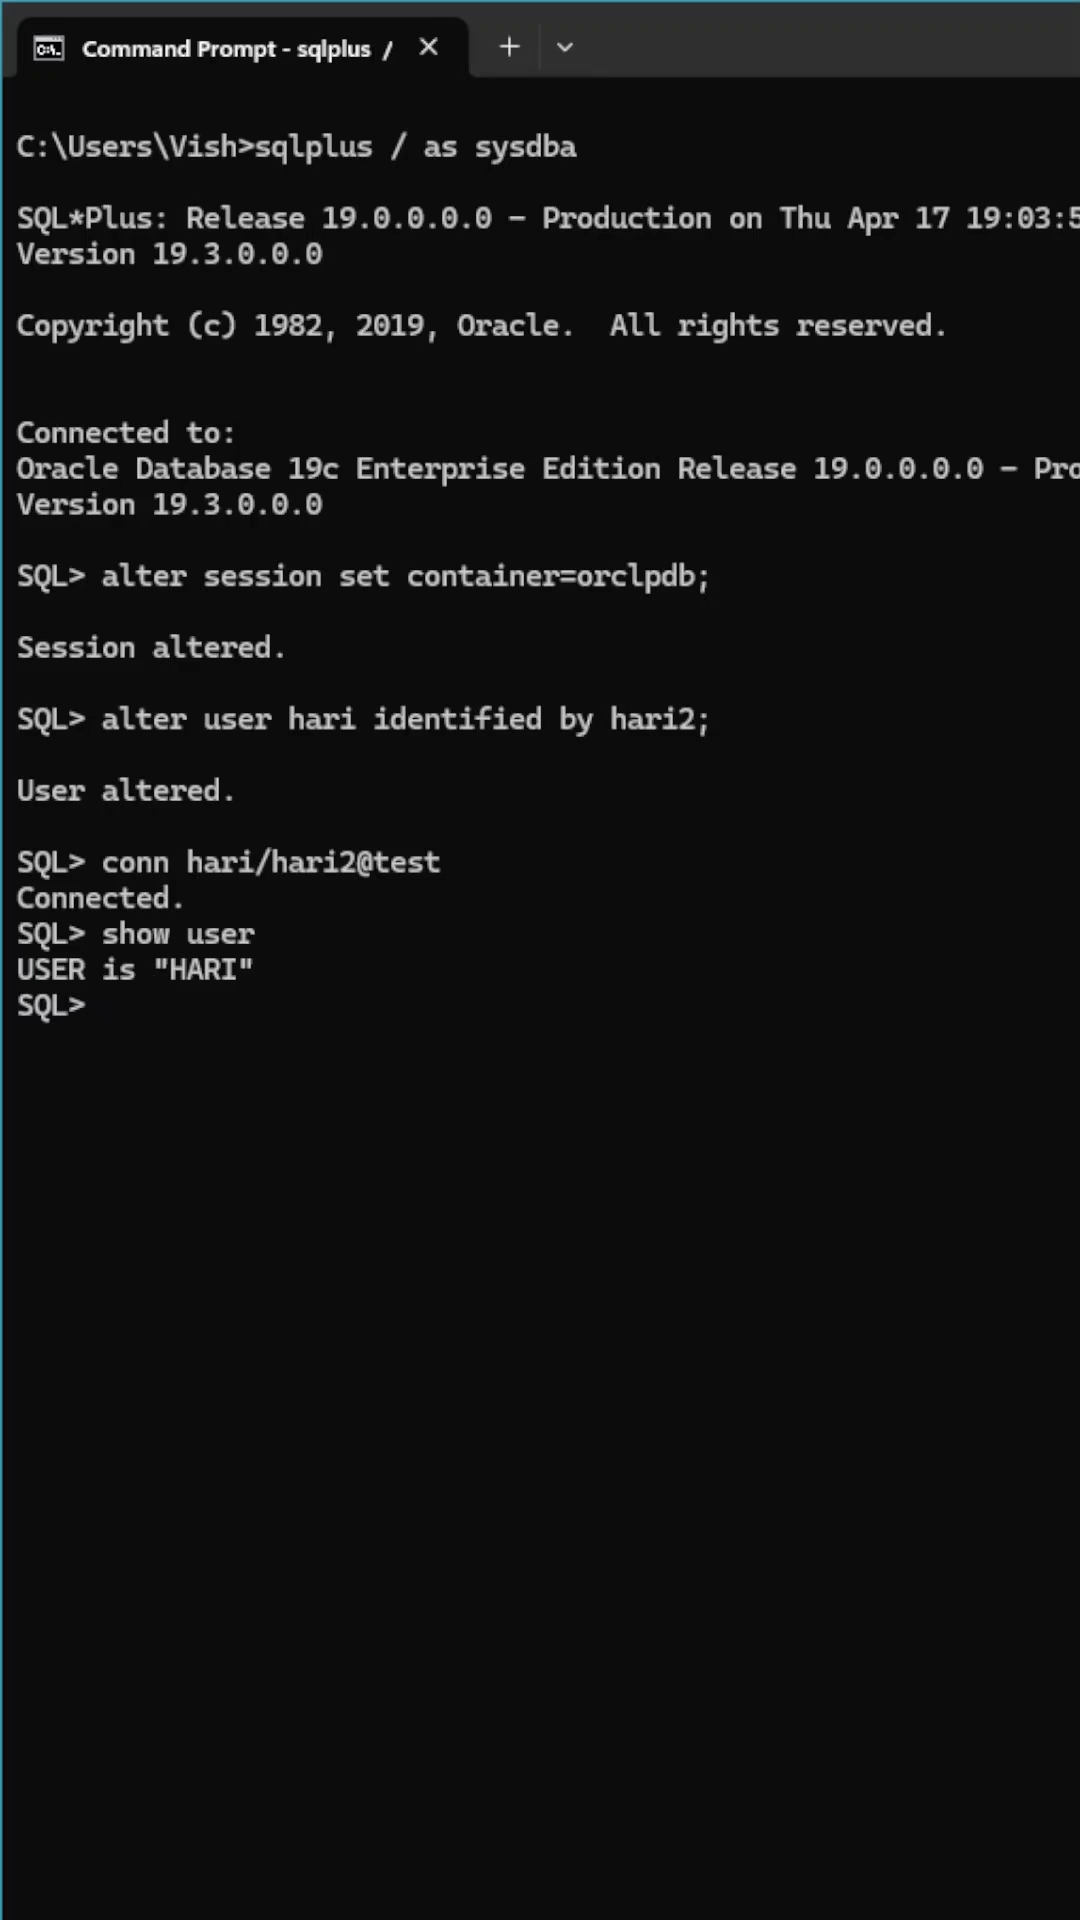 Command Prompt - sqlplus /
C:\Users\Vish>sqlplus / as sysdba
SQL*Plus: Release 19.0.0.0.0 - Production on Thu Apr 17 19:03:5
Version 19.3.0.0.0
Copyright (c) 1982, 2019, Oracle.  All rights reserved.
Connected to:
Oracle Database 19c Enterprise Edition Release 19.0.0.0.0 - Pro
Version 19.3.0.0.0
SQL> alter session set container=orclpdb;
Session altered.
SQL> alter user hari identified by hari2;
User altered.
SQL> conn hari/hari2@test
Connected.
SQL> show user
USER is "HARI"
SQL>